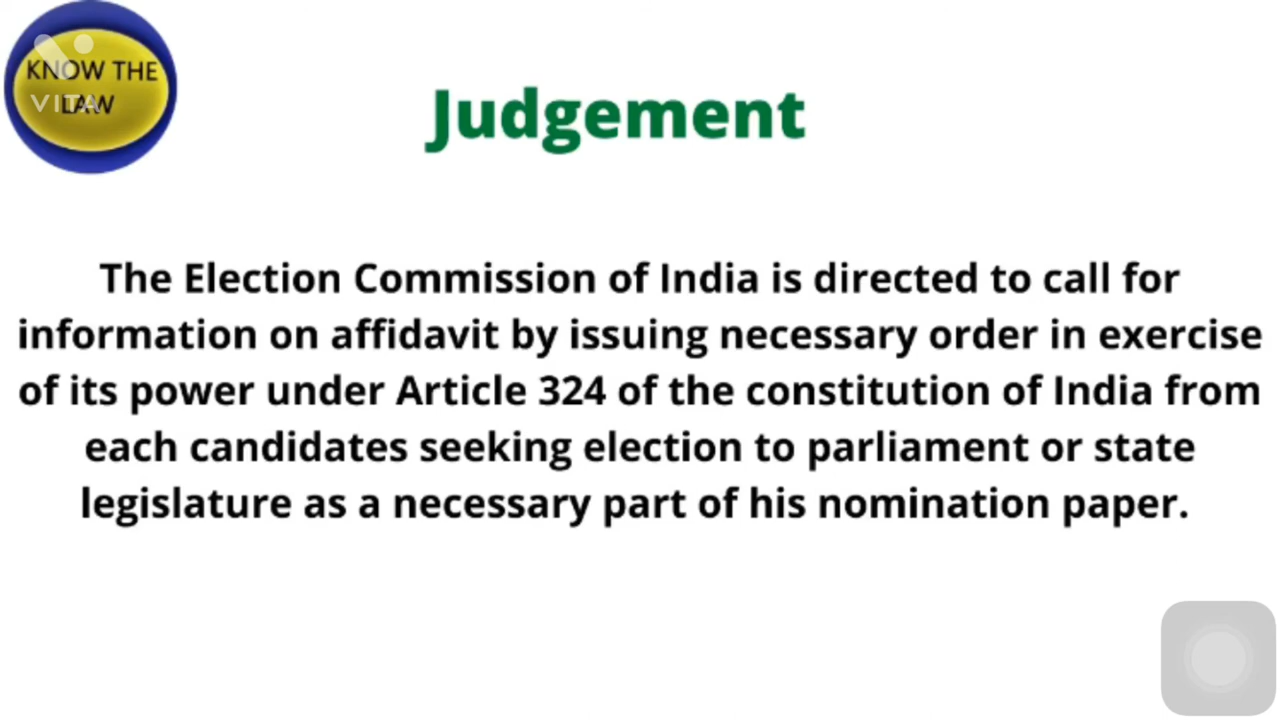 KNOW THE
LAW
VITA
Judgement
The Election Commission of India is directed to call for
information on affidavit by issuing necessary order in exercise
of its power under Article 324 of the constitution of India from
each candidates seeking election to parliament or state
legislature as a necessary part of his nomination paper.